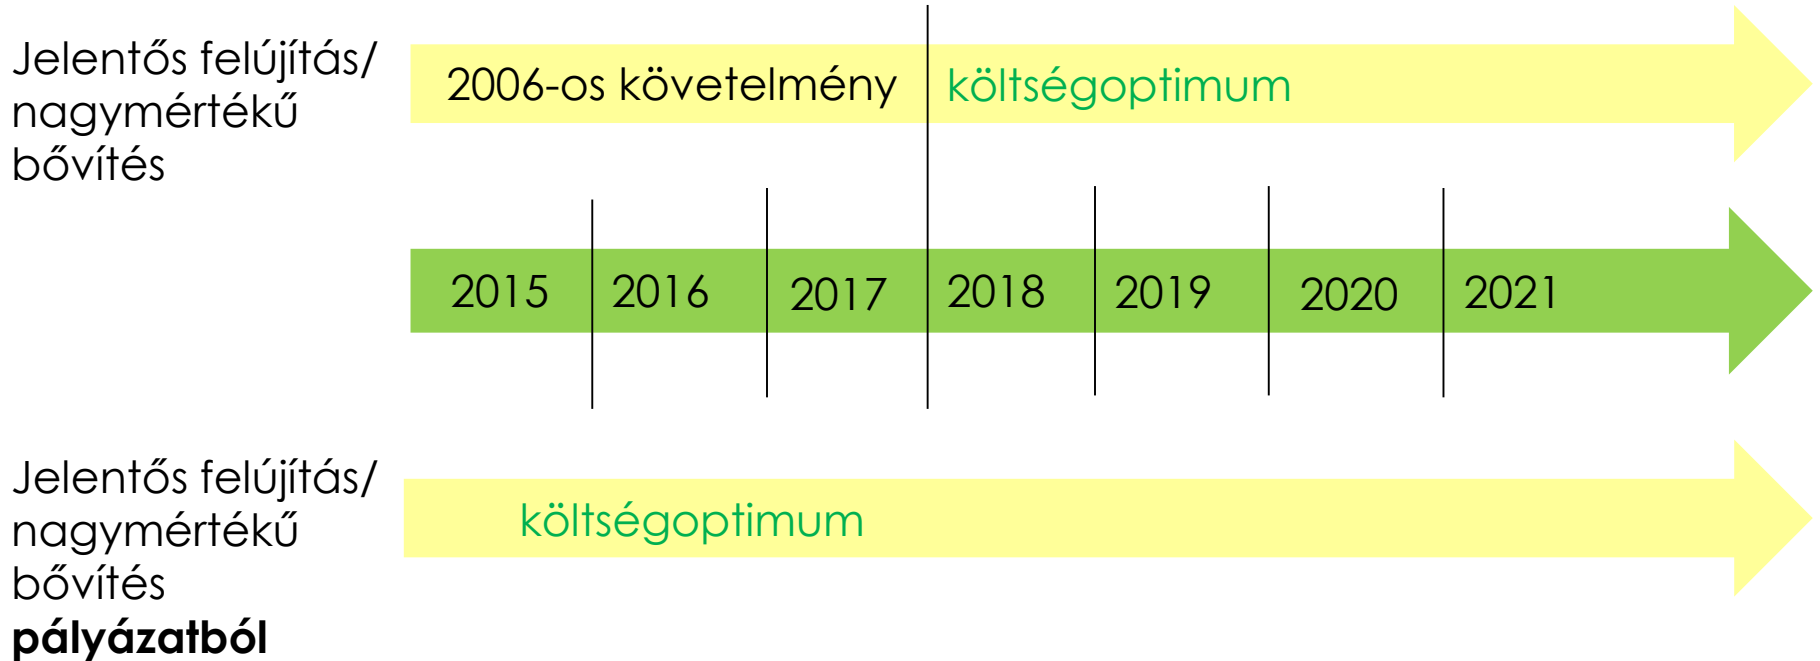 Jelentős felújítás/
nagymértékű
bővítés
2006-os követelmény
költségoptimum
2015
2016
2017
2018
2019
2020
2021
Jelentős felújítás/
nagymértékű
bővítés
pályázatból
költségoptimum